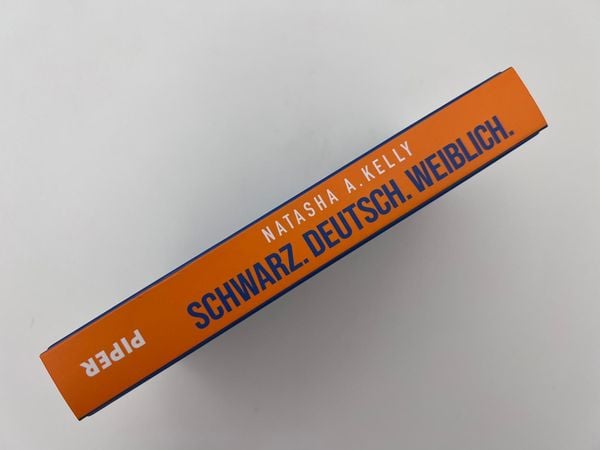 NATASHA A. KELLY
SCHWARZ. DEUTSCH. WEIBLICH.
PIPER